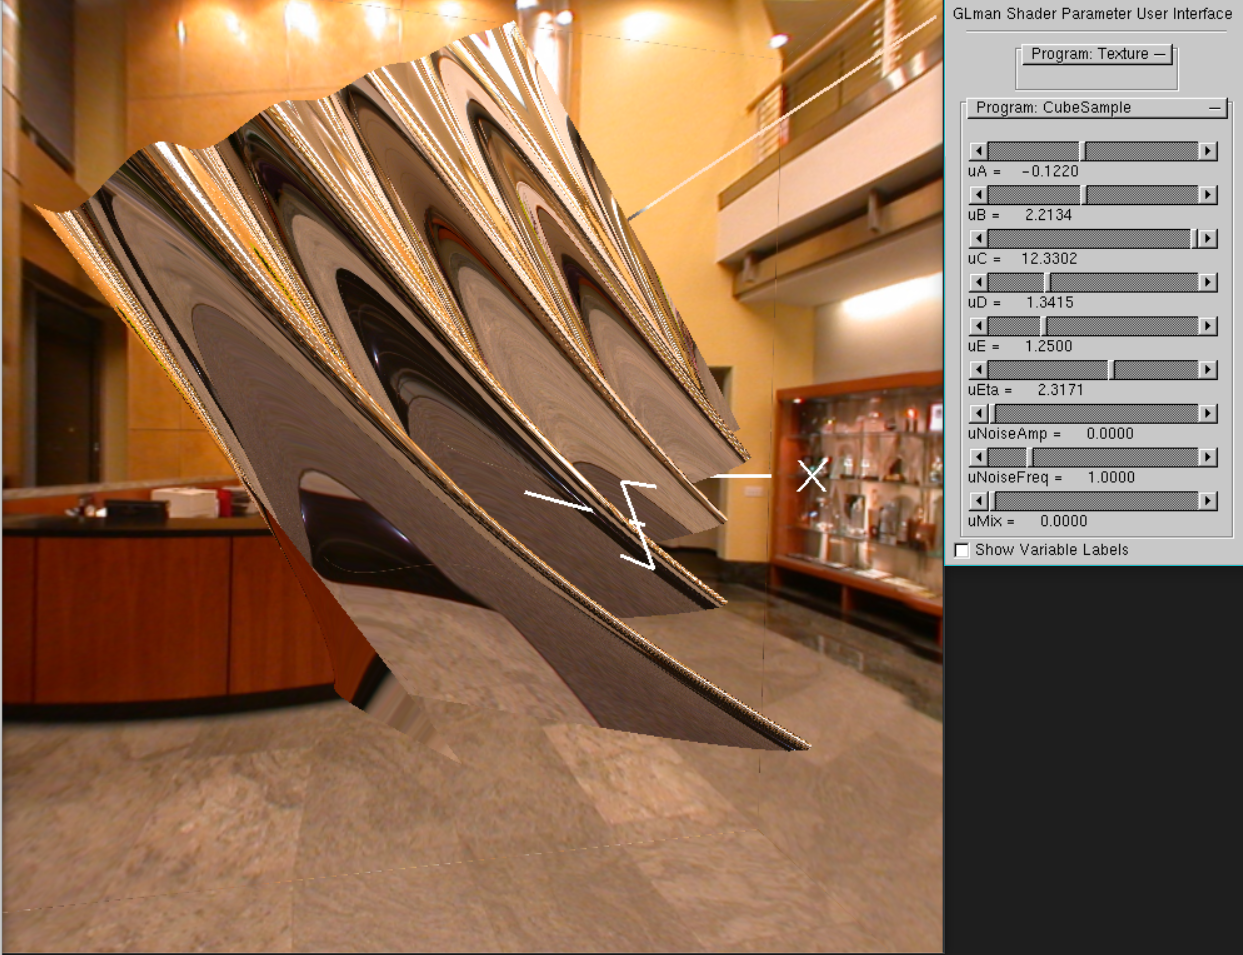 GLman Shader Parameter User Interface
Program: Texture
Program: CubeSample
uA = -0.1220
uB = 2.2134
uC = 12.3302
uD = 1.3415
uE = 1.2500
uEta = 2.3171
uNoiseAmp = 0.0000
uNoiseFreq = 1.0000
uMix = 0.0000
Show Variable Labels
X